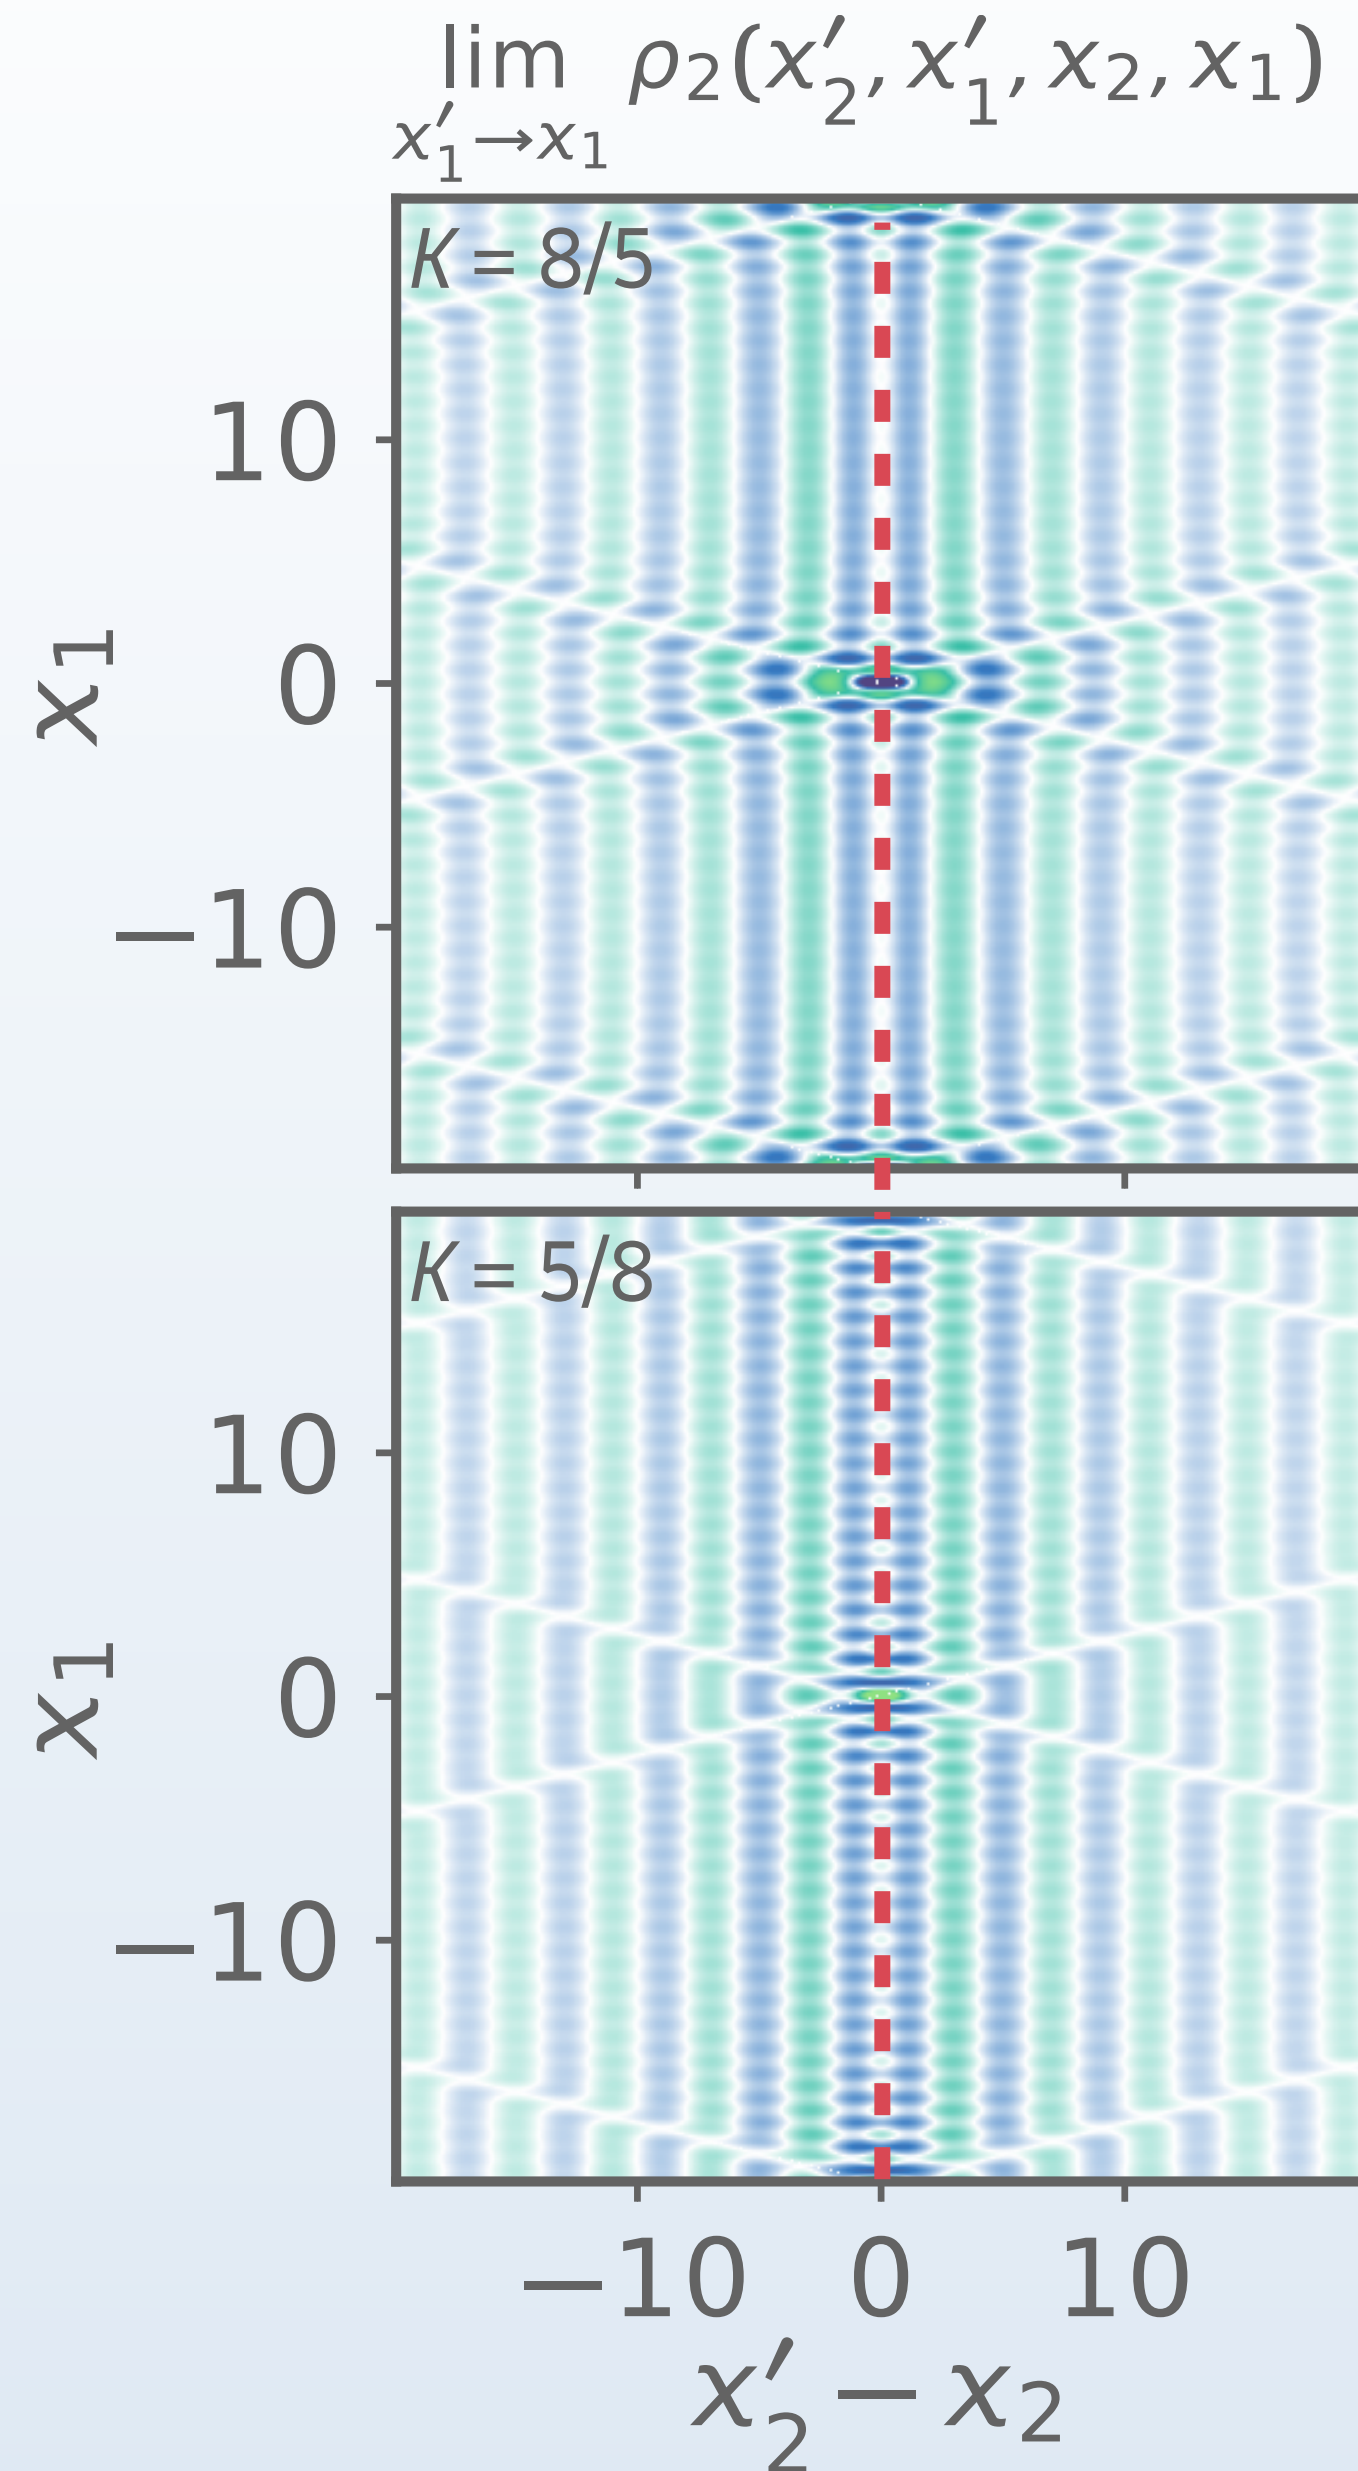 lim ρ₂(x′₂, x′₁, x₂, x₁)
x′₁→x₁
K = 8/5
10
0
−10
x₁
K = 5/8
10
0
−10
x₁
−10 0 10
x′₂ − x₂